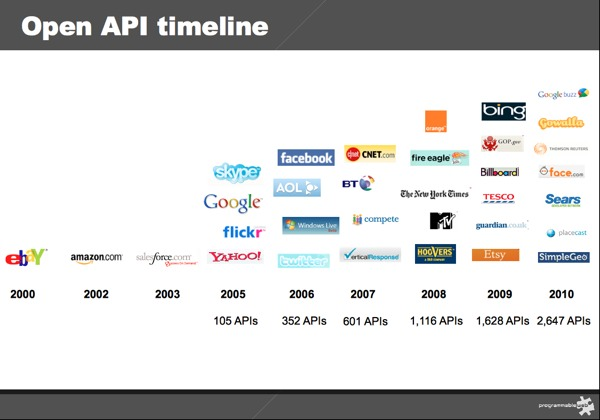 Open API timeline
Google buzz
bing
Gowalla
orange
GOP.gov
THOMSON REUTERS
facebook
cnet CNET.com
fire eagle
Billboard
face.com
skype
AOL
BT
The New York Times
TESCO
Sears
Google
Windows Live
compete
MTV
guardian.co.uk
placecast
flickr
ebay
amazon.com
salesforce.com
YAHOO!
twitter
VerticalResponse
HOOVERS
Etsy
SimpleGeo
2000 2002 2003 2005 2006 2007 2008 2009 2010
105 APIs 352 APIs 601 APIs 1,116 APIs 1,628 APIs 2,647 APIs
programmableweb